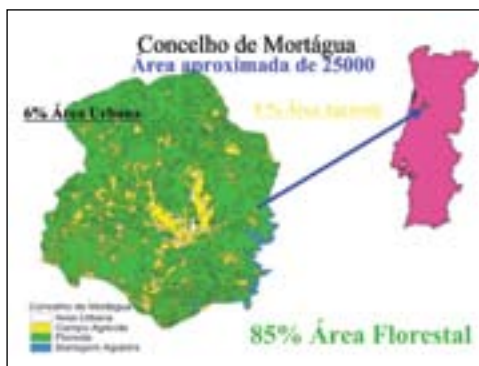 Concelho de Mortágua
Área aproximada de 25000
6% Área Urbana
Concelho de Mortágua
Área Urbana
Campo Agrícola
Floresta
Barragem Aguieira
85% Área Florestal